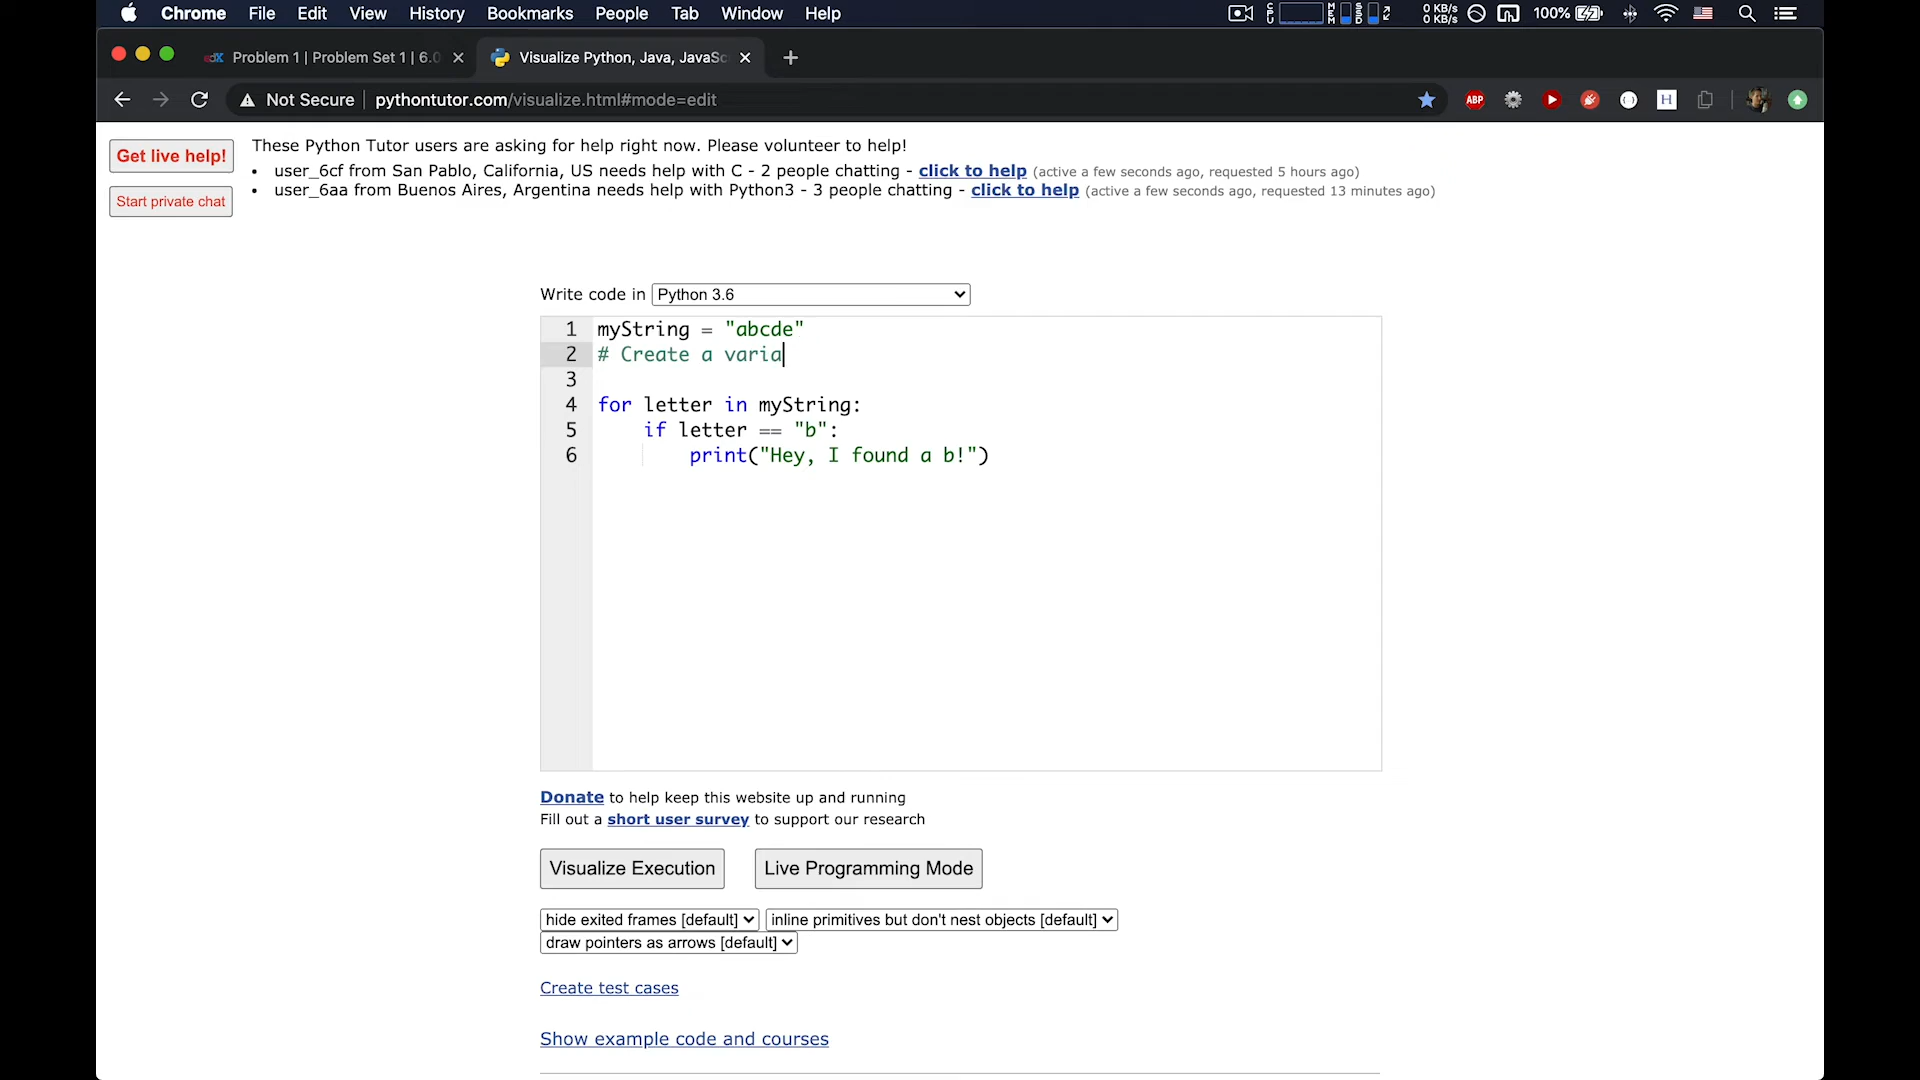 Chrome File Edit View History Bookmarks People Tab Window Help
0 KB/s
0 KB/s
100%
Problem 1 | Problem Set 1 | 6.0
Visualize Python, Java, JavaSc
Not Secure pythontutor.com/visualize.html#mode=edit
ABP
H
Get live help!
Start private chat
These Python Tutor users are asking for help right now. Please volunteer to help!
• user_6cf from San Pablo, California, US needs help with C - 2 people chatting - click to help (active a few seconds ago, requested 5 hours ago)
• user_6aa from Buenos Aires, Argentina needs help with Python3 - 3 people chatting - click to help (active a few seconds ago, requested 13 minutes ago)
Write code in Python 3.6
1 myString = "abcde"
2 # Create a varia
3
4 for letter in myString:
5 if letter == "b":
6 print("Hey, I found a b!")
Donate to help keep this website up and running
Fill out a short user survey to support our research
Visualize Execution Live Programming Mode
hide exited frames [default] inline primitives but don't nest objects [default]
draw pointers as arrows [default]
Create test cases
Show example code and courses